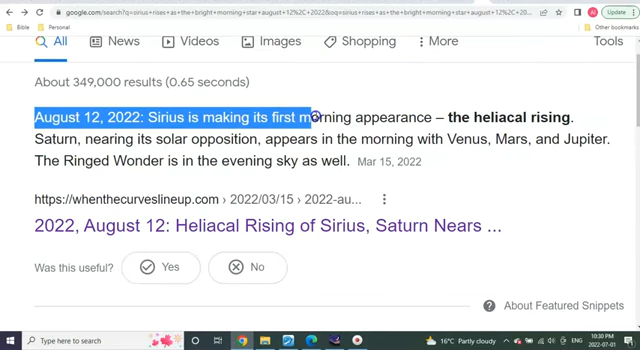 google.com/search?q=sirius+rises+as+the+bright+morning+star+august+12%2C+2022&oq=sirius+rises+as+the+bright+morning+star+august+12%2C+20...
Update
Bible
Personal
Other bookmarks
All
News
Videos
Images
Shopping
More
Tools
About 349,000 results (0.65 seconds)
August 12, 2022: Sirius is making its first morning appearance – the heliacal rising.
Saturn, nearing its solar opposition, appears in the morning with Venus, Mars, and Jupiter.
The Ringed Wonder is in the evening sky as well. Mar 15, 2022
https://whenthecurveslineup.com › 2022/03/15 › 2022-au...
2022, August 12: Heliacal Rising of Sirius, Saturn Nears ...
Was this useful?
Yes
No
About Featured Snippets
Type here to search
16°C Partly cloudy
ENG
10:30 PM
2022-07-01